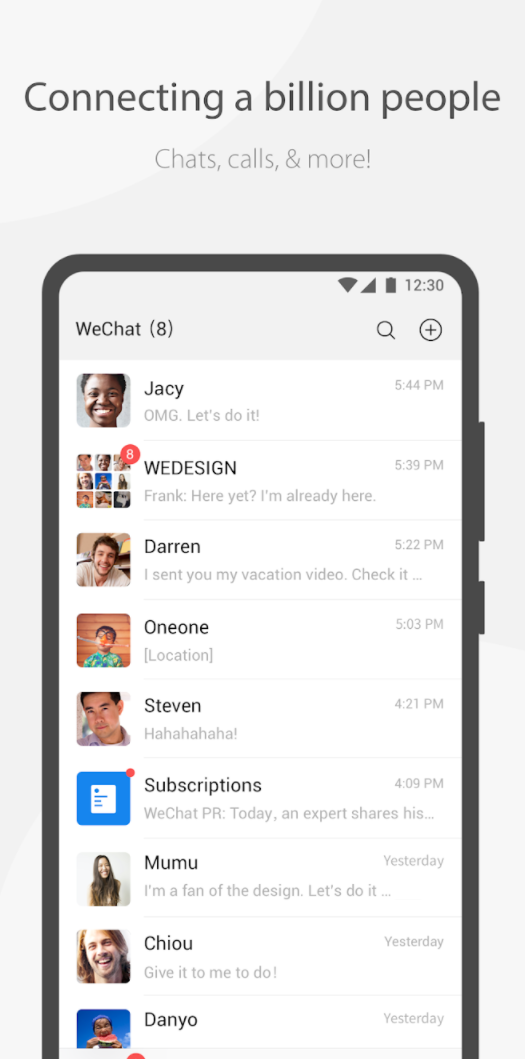 Connecting a billion people
Chats, calls, & more!
12:30
WeChat (8)
Jacy 5:44 PM
OMG. Let's do it!
8
WEDESIGN 5:39 PM
Frank: Here yet? I'm already here.
Darren 5:22 PM
I sent you my vacation video. Check it ...
Oneone 5:03 PM
[Location]
Steven 4:21 PM
Hahahahaha!
Subscriptions 4:09 PM
WeChat PR: Today, an expert shares his...
Mumu Yesterday
I'm a fan of the design. Let's do it ...
Chiou Yesterday
Give it to me to do!
Danyo Yesterday